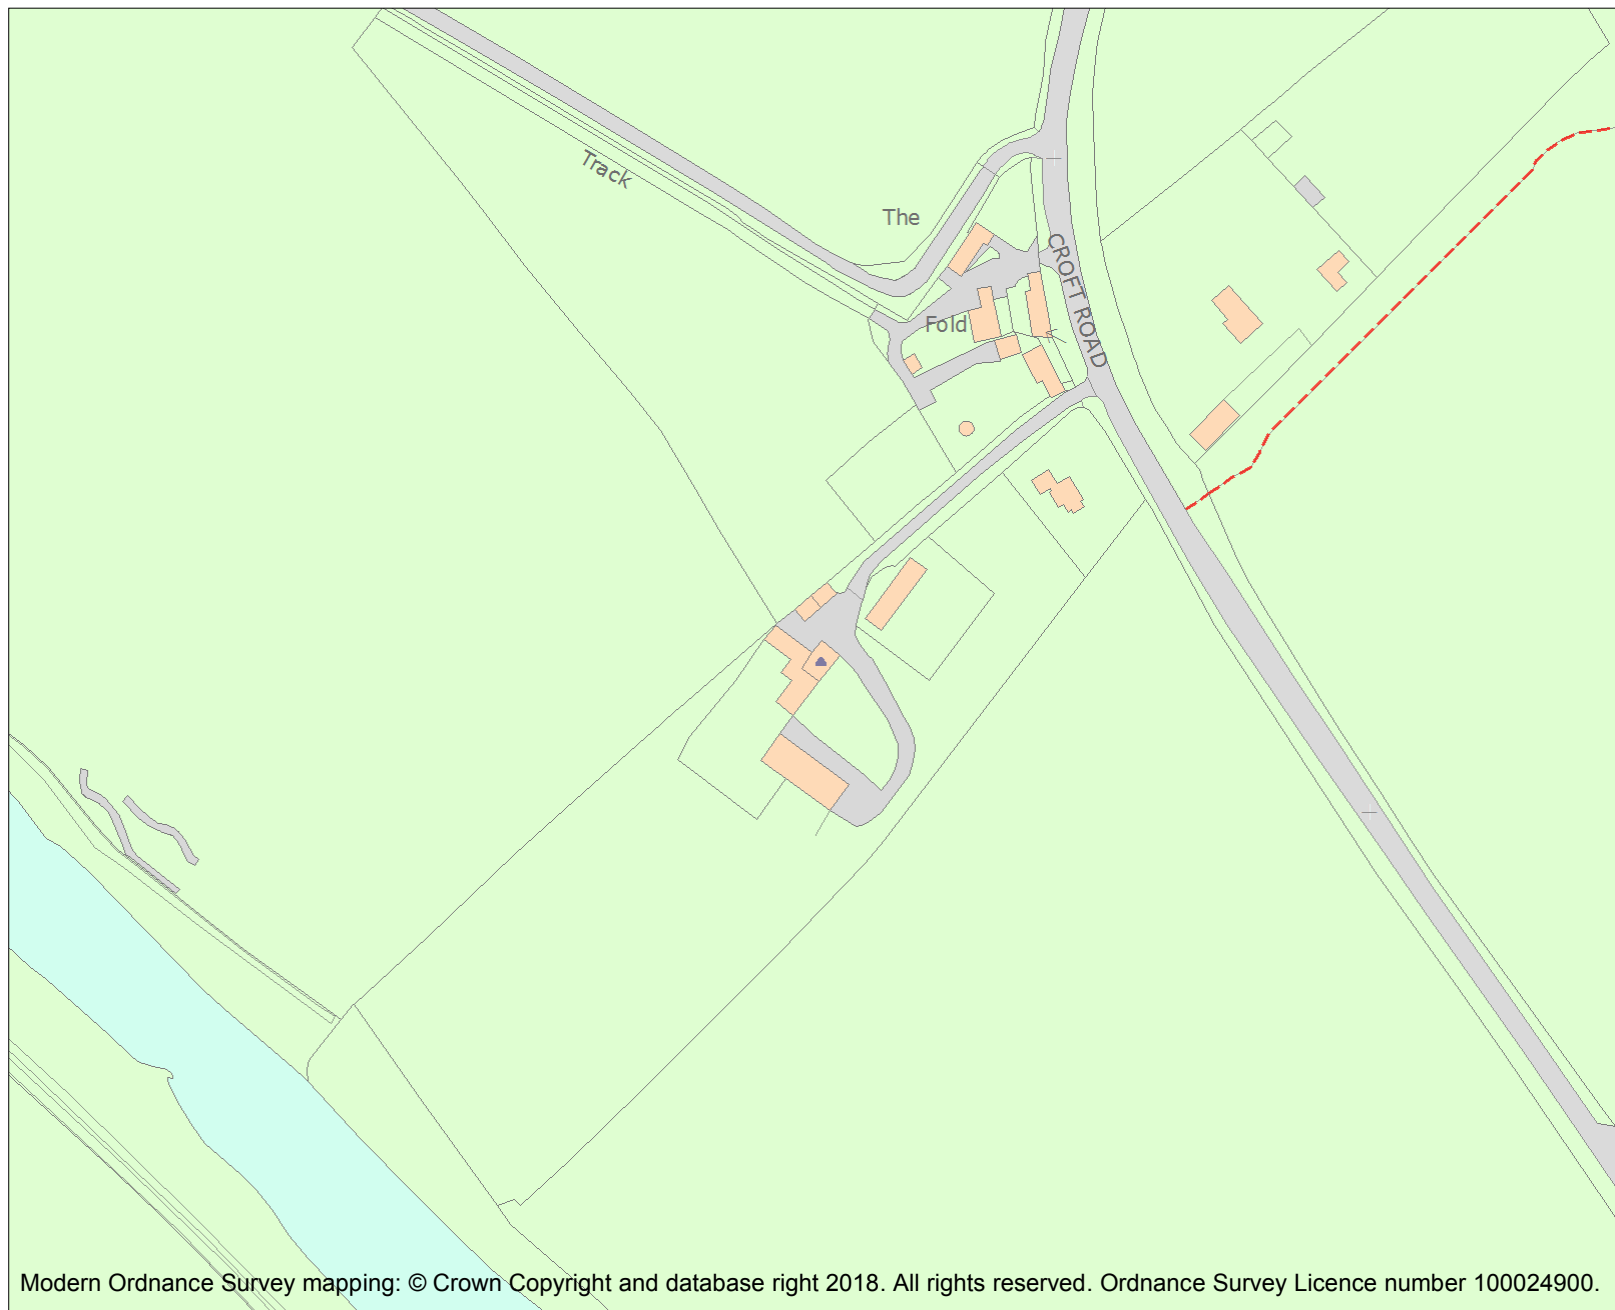 Track
The
CROFT ROAD
Fold
Modern Ordnance Survey mapping: © Crown Copyright and database right 2018. All rights reserved. Ordnance Survey Licence number 100024900.